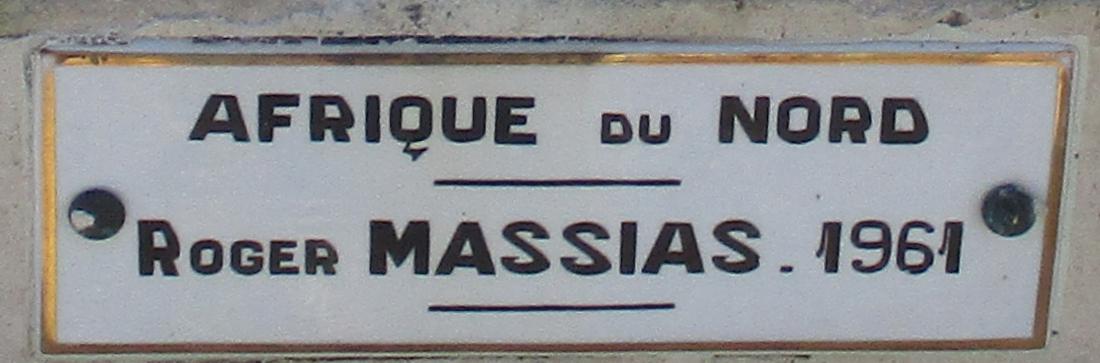 AFRIQUE DU NORD
ROGER MASSIAS. 1961